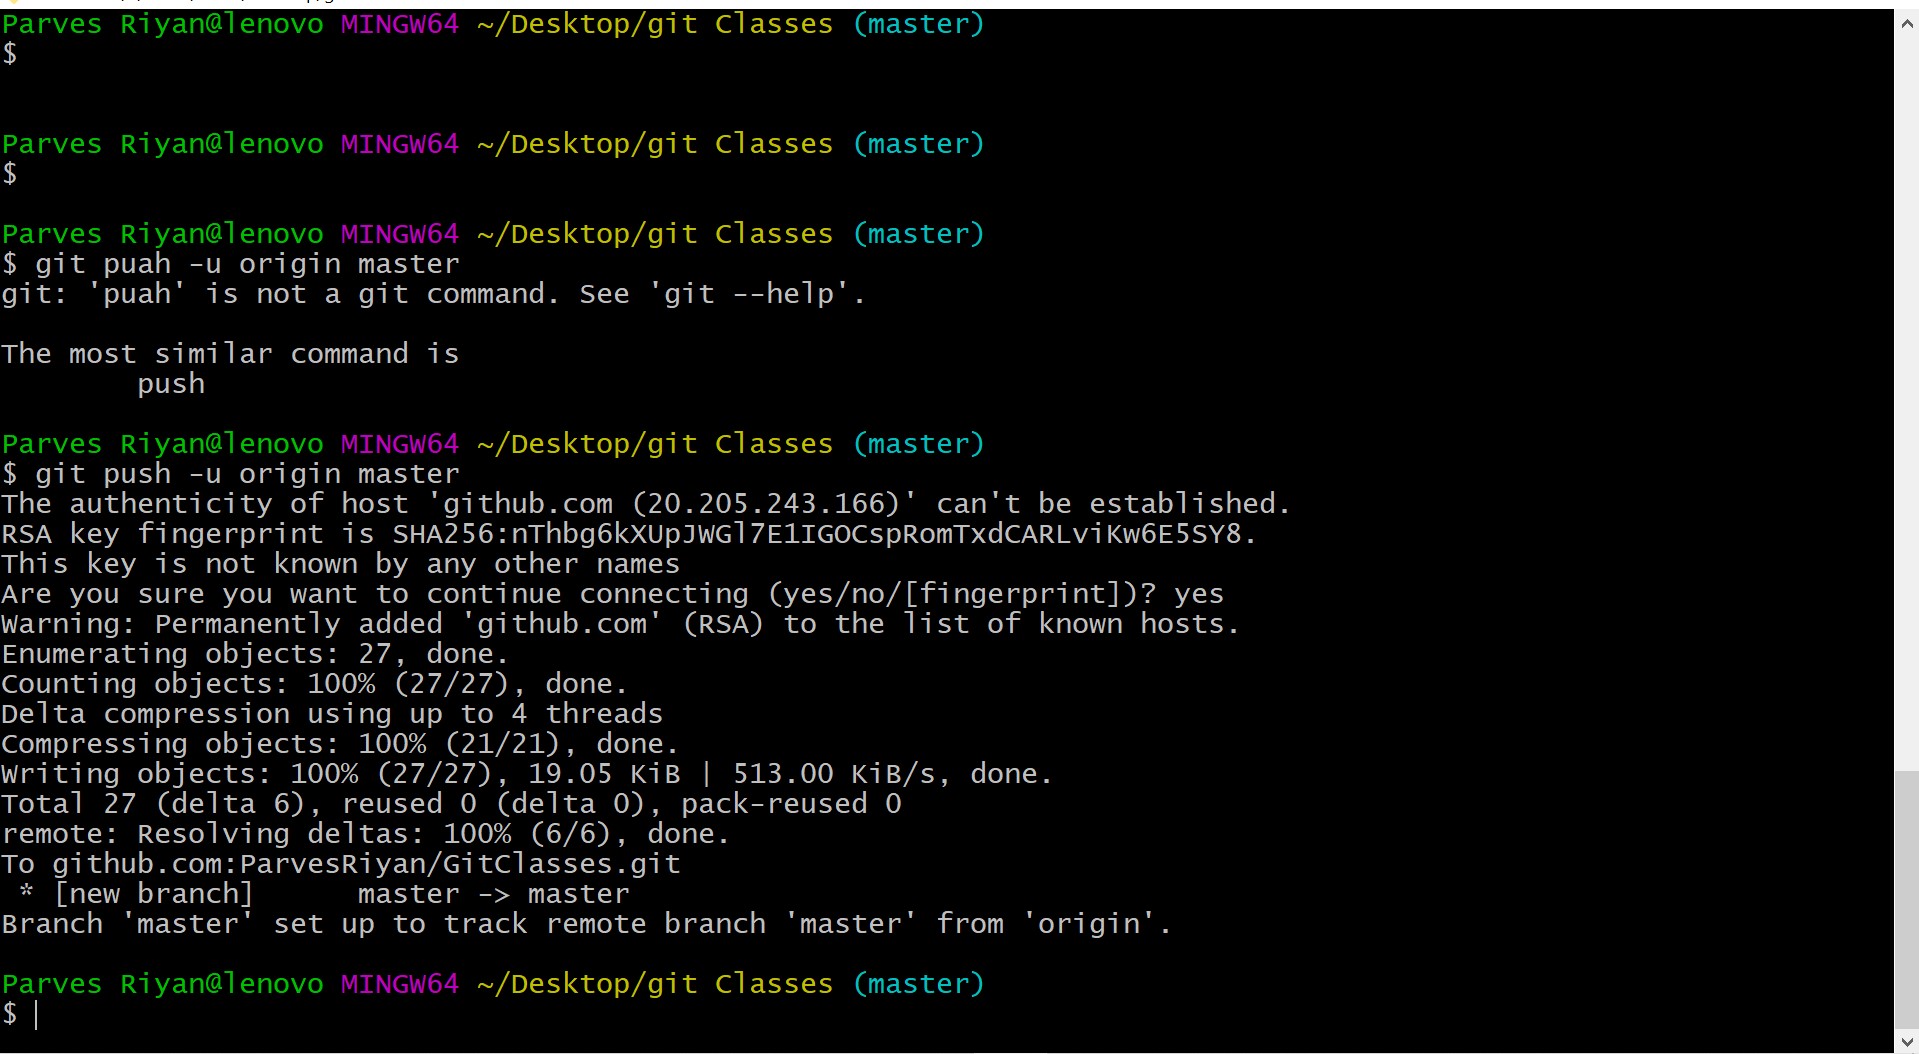 Parves Riyan@lenovo MINGW64 ~/Desktop/git Classes (master)
$
Parves Riyan@lenovo MINGW64 ~/Desktop/git Classes (master)
$
Parves Riyan@lenovo MINGW64 ~/Desktop/git Classes (master)
$ git puah -u origin master
git: 'puah' is not a git command. See 'git --help'.
The most similar command is
push
Parves Riyan@lenovo MINGW64 ~/Desktop/git Classes (master)
$ git push -u origin master
The authenticity of host 'github.com (20.205.243.166)' can't be established.
RSA key fingerprint is SHA256:nThbg6kXUpJWGl7E1IGOCspRomTxdCARLviKw6E5SY8.
This key is not known by any other names
Are you sure you want to continue connecting (yes/no/[fingerprint])? yes
Warning: Permanently added 'github.com' (RSA) to the list of known hosts.
Enumerating objects: 27, done.
Counting objects: 100% (27/27), done.
Delta compression using up to 4 threads
Compressing objects: 100% (21/21), done.
Writing objects: 100% (27/27), 19.05 KiB | 513.00 KiB/s, done.
Total 27 (delta 6), reused 0 (delta 0), pack-reused 0
remote: Resolving deltas: 100% (6/6), done.
To github.com:ParvesRiyan/GitClasses.git
 * [new branch]      master -> master
Branch 'master' set up to track remote branch 'master' from 'origin'.
Parves Riyan@lenovo MINGW64 ~/Desktop/git Classes (master)
$